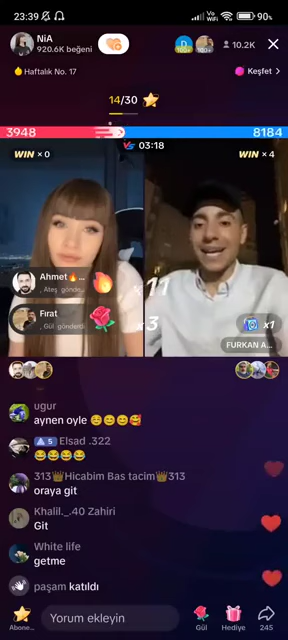 23:39
90%
NiA
920.6K beğeni
10.2K
Haftalık No. 17
Keşfet >
14/30
3948
8184
WIN × 0
VS 03:18
WIN × 4
Ahmet🔥...
, Ateş gönde...
x11
Fırat
, Gül gönderdi
x3
x1
FURKAN A...
ugur
aynen oyle ☺️😊😊🥰
5 Elsad .322
😂😂😂😂
313👑Hicabim Bas tacim👑313
oraya git
Khalil._.40 Zahiri
Git
White life
getme
paşam katıldı
Abone...
Yorum ekleyin
Gül
Hediye
245